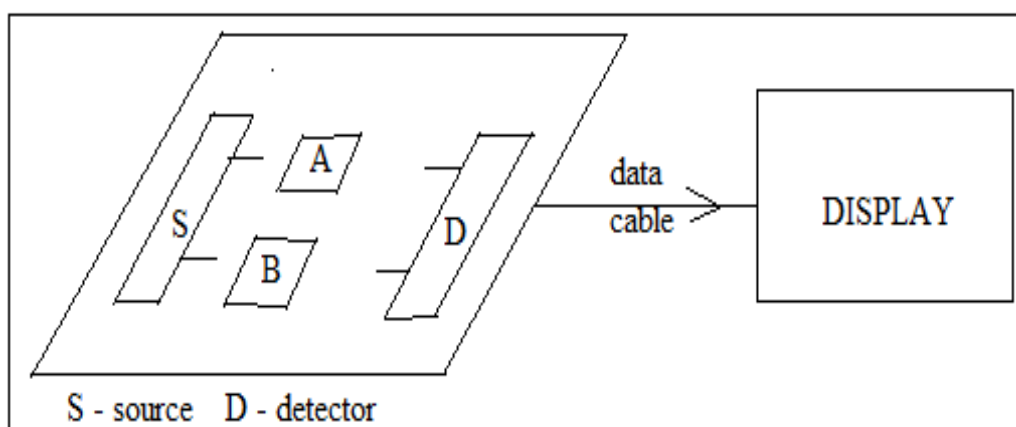 A
S
B
D
data
cable
DISPLAY
S - source D - detector